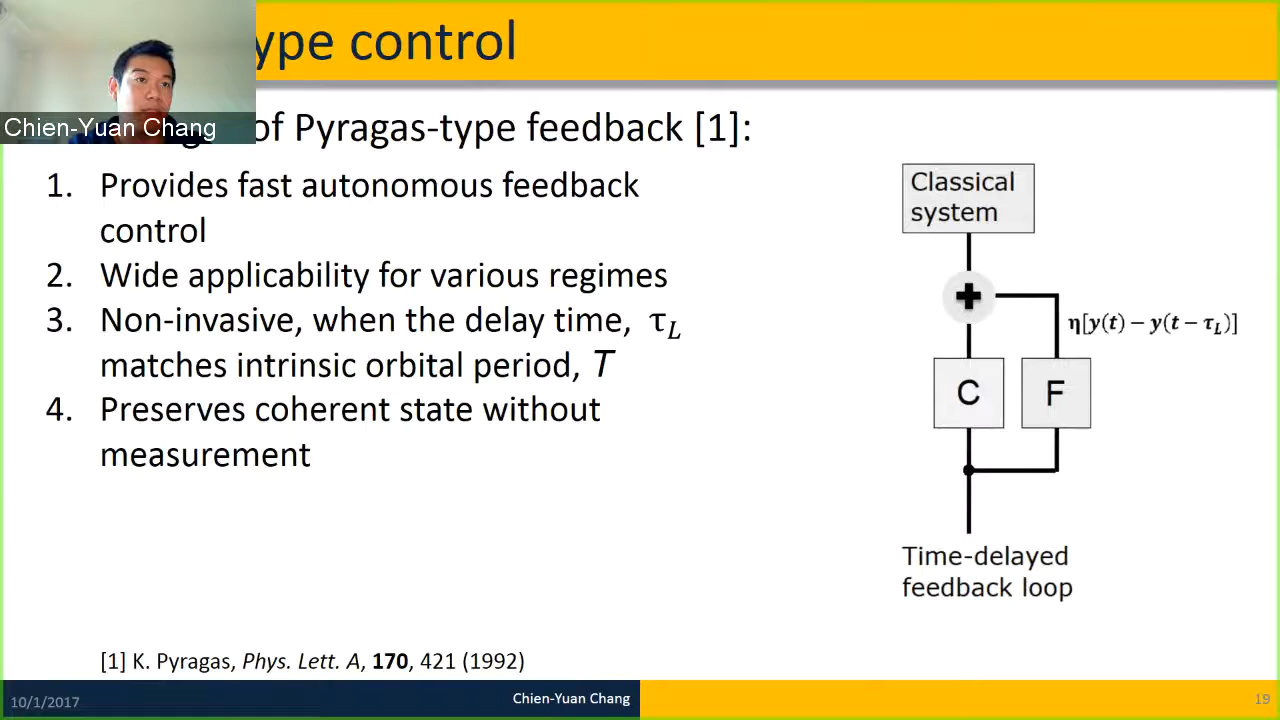 ype control
Chien-Yuan Chang
of Pyragas-type feedback [1]:
1. Provides fast autonomous feedback
control
2. Wide applicability for various regimes
3. Non-invasive, when the delay time, τ_L
matches intrinsic orbital period, T
4. Preserves coherent state without
measurement
Classical
system
+
η[y(t) − y(t − τ_L)]
C
F
Time-delayed
feedback loop
[1] K. Pyragas, Phys. Lett. A, 170, 421 (1992)
10/1/2017
Chien-Yuan Chang
19